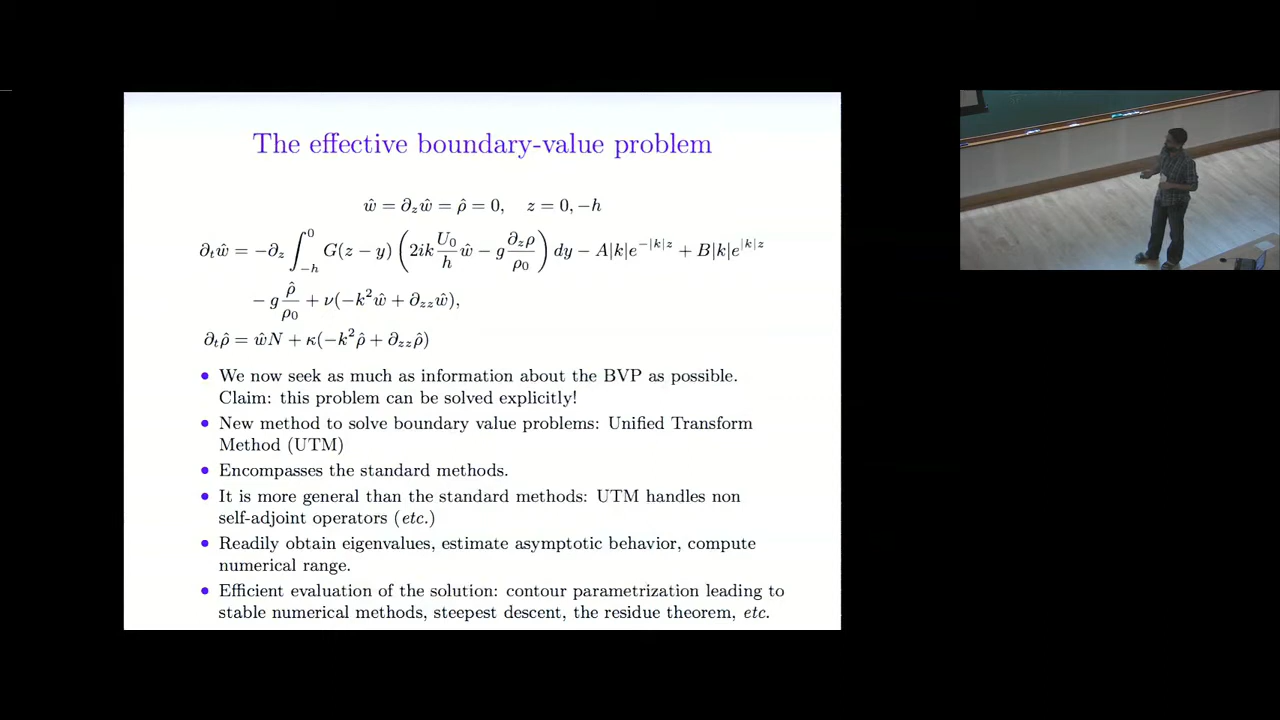 The effective boundary-value problem
ŵ = ∂_z ŵ = ρ̂ = 0, z = 0, −h
∂_t ŵ = −∂_z ∫_{−h}^{0} G(z − y) (2ik U_0/h ŵ − g ∂_z ρ/ρ_0) dy − A|k|e^{−|k|z} + B|k|e^{|k|z}
− g ρ̂/ρ_0 + ν(−k² ŵ + ∂_{zz} ŵ),
∂_t ρ̂ = ŵN + κ(−k² ρ̂ + ∂_{zz} ρ̂)
• We now seek as much as information about the BVP as possible.
Claim: this problem can be solved explicitly!
• New method to solve boundary value problems: Unified Transform
Method (UTM)
• Encompasses the standard methods.
• It is more general than the standard methods: UTM handles non
self-adjoint operators (etc.)
• Readily obtain eigenvalues, estimate asymptotic behavior, compute
numerical range.
• Efficient evaluation of the solution: contour parametrization leading to
stable numerical methods, steepest descent, the residue theorem, etc.